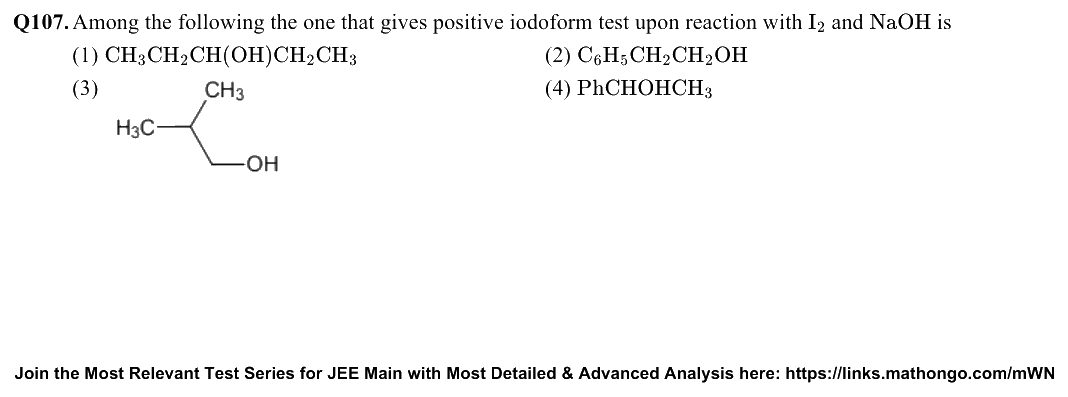 Q107. Among the following the one that gives positive iodoform test upon reaction with I₂ and NaOH is
(1) CH₃CH₂CH(OH)CH₂CH₃ (2) C₆H₅CH₂CH₂OH
(3) (4) PhCHOHCH₃
CH₃
H₃C
OH
Join the Most Relevant Test Series for JEE Main with Most Detailed & Advanced Analysis here: https://links.mathongo.com/mWN